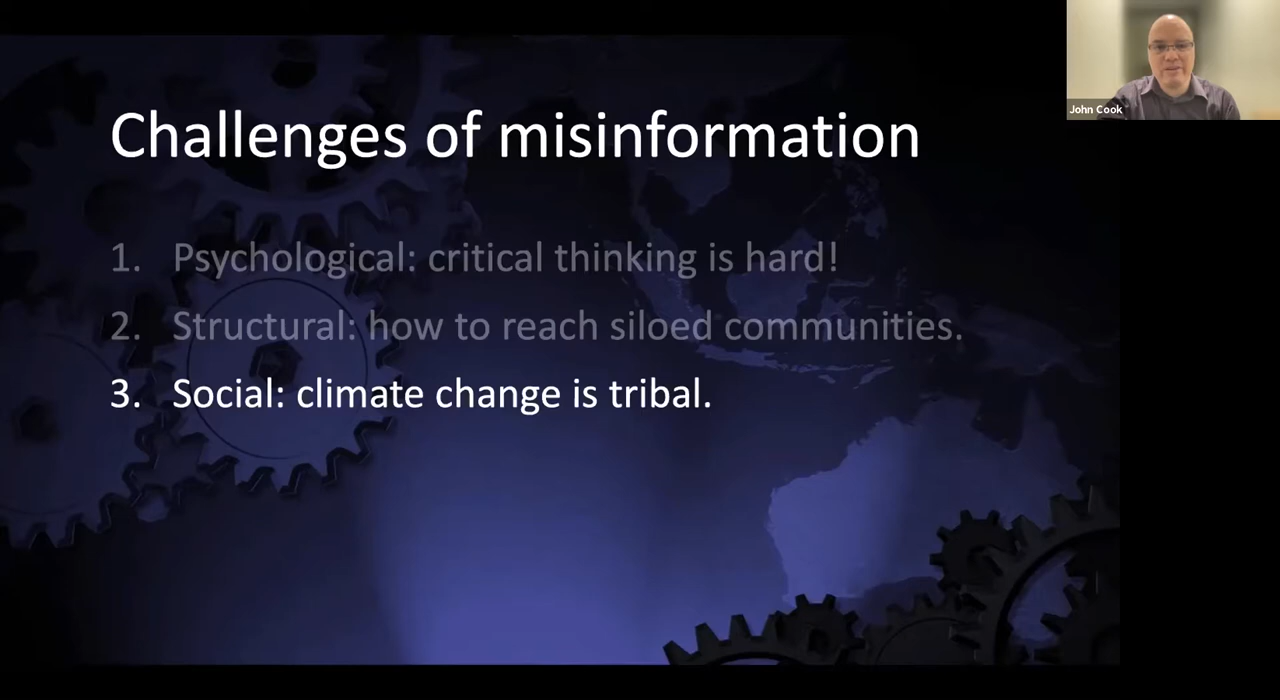 Challenges of misinformation
1. Psychological: critical thinking is hard!
2. Structural: how to reach siloed communities.
3. Social: climate change is tribal.
John Cook